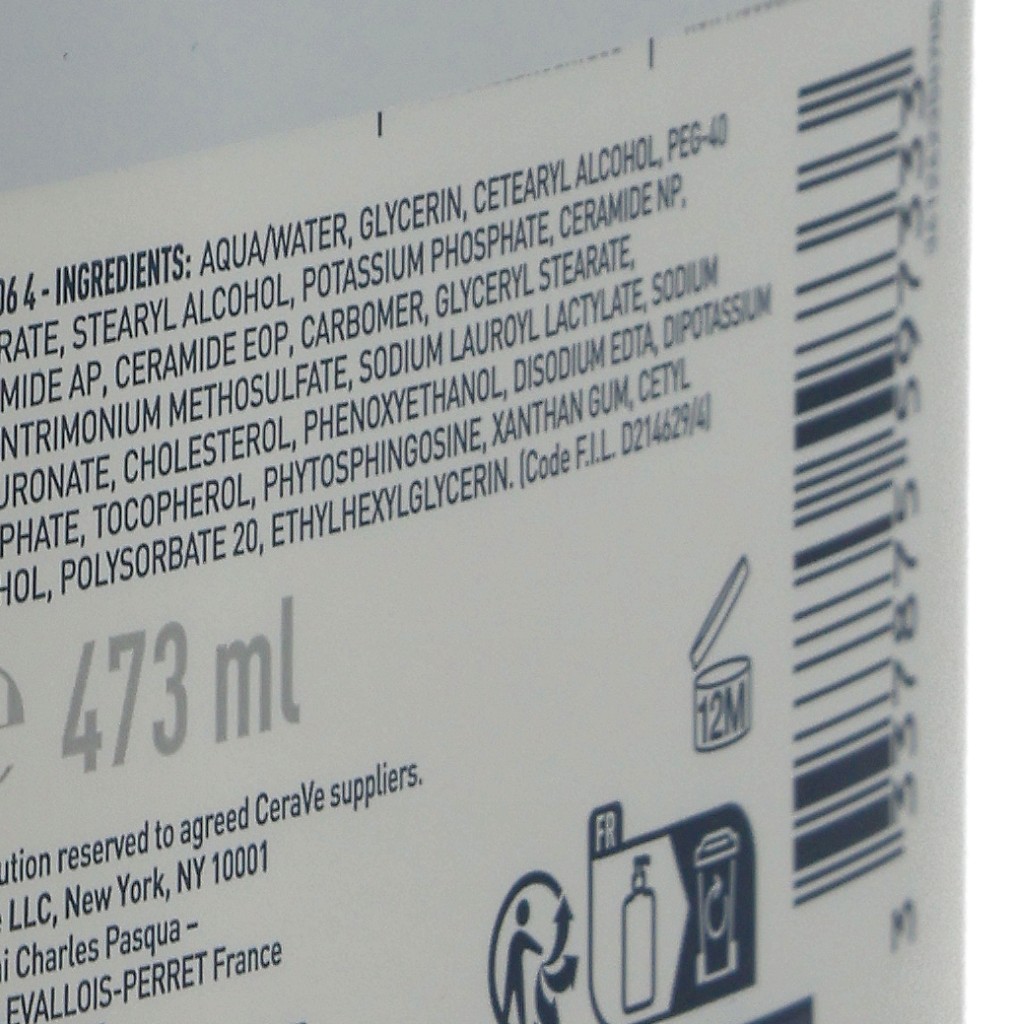 06 4 - INGREDIENTS: AQUA/WATER, GLYCERIN, CETEARYL ALCOHOL, PEG-40
RATE, STEARYL ALCOHOL, POTASSIUM PHOSPHATE, CERAMIDE NP,
MIDE AP, CERAMIDE EOP, CARBOMER, GLYCERYL STEARATE,
NTRIMONIUM METHOSULFATE, SODIUM LAUROYL LACTYLATE, SODIUM
URONATE, CHOLESTEROL, PHENOXYETHANOL, DISODIUM EDTA, DIPOTASSIUM
PHATE, TOCOPHEROL, PHYTOSPHINGOSINE, XANTHAN GUM, CETYL
HOL, POLYSORBATE 20, ETHYLHEXYLGLYCERIN. (Code F.I.L. D214629/4)
e 473 ml
12M
ution reserved to agreed CeraVe suppliers.
e LLC, New York, NY 10001
i Charles Pasqua –
EVALLOIS-PERRET France
FR
3 337875 597333